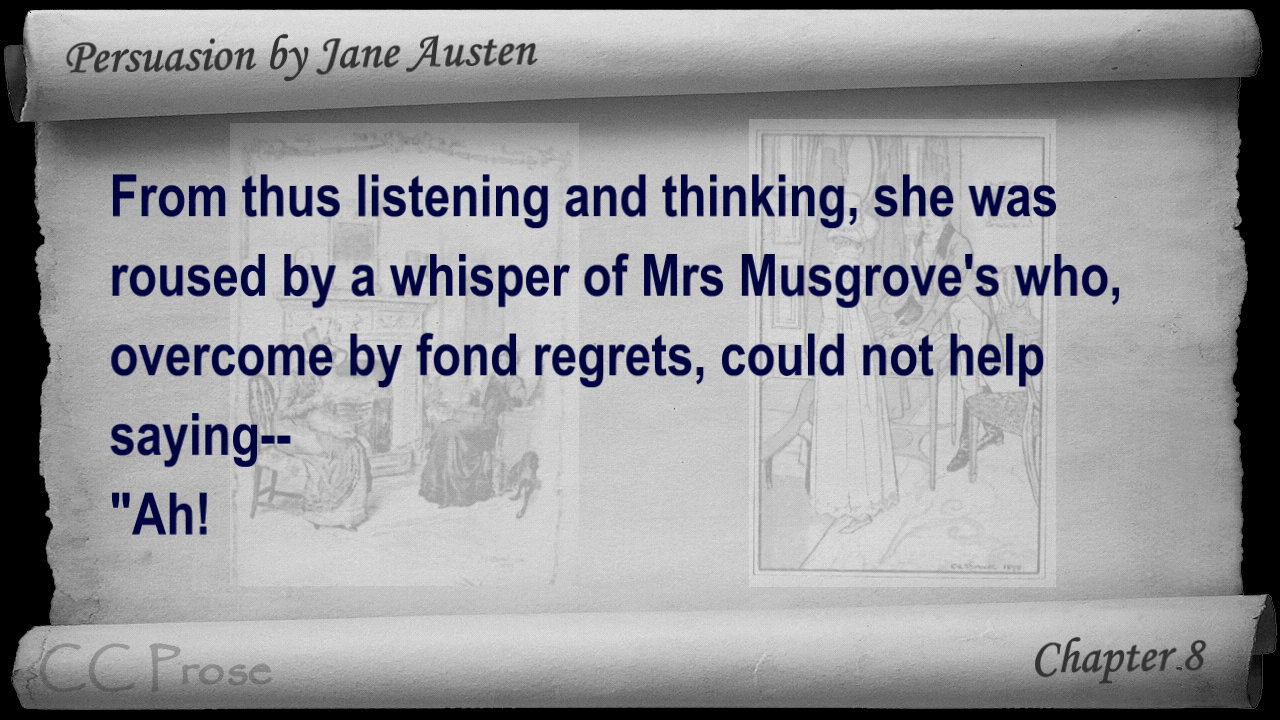 Persuasion by Jane Austen
From thus listening and thinking, she was
roused by a whisper of Mrs Musgrove's who,
overcome by fond regrets, could not help
saying--
"Ah!
CC Prose
Chapter 8